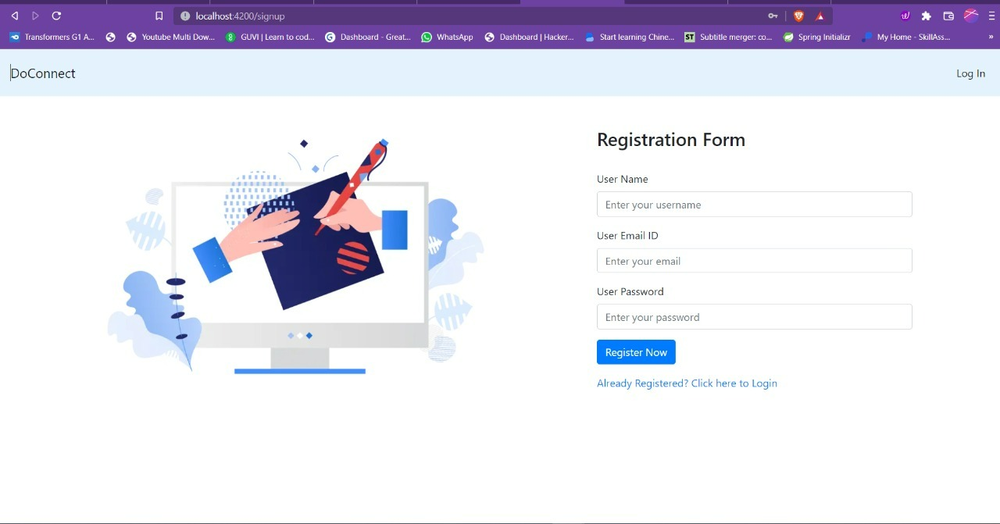 localhost:4200/signup
Transformers G1 A... Youtube Multi Dow... GUVI | Learn to cod... Dashboard - Great... WhatsApp Dashboard | Hacker... Start learning Chine... ST Subtitle merger: co... Spring Initializr My Home - SkillAss... »
DoConnect Log In
Registration Form
User Name
Enter your username
User Email ID
Enter your email
User Password
Enter your password
Register Now
Already Registered? Click here to Login